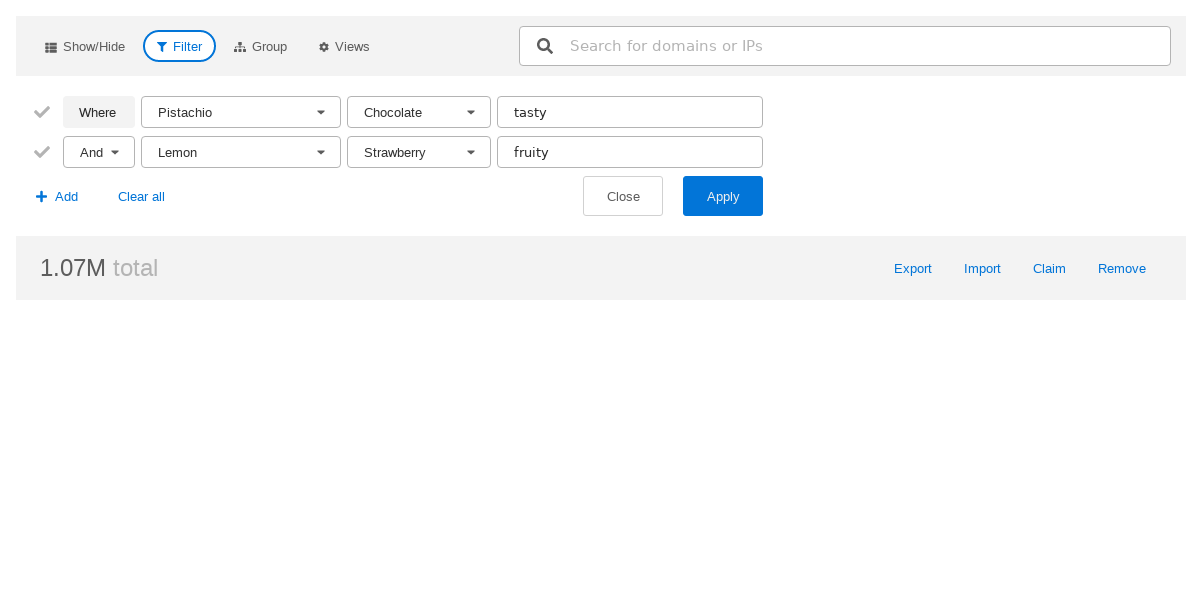 Show/Hide Filter Group Views Search for domains or IPs
Where Pistachio Chocolate tasty
And Lemon Strawberry fruity
Add Clear all Close Apply
1.07M total Export Import Claim Remove